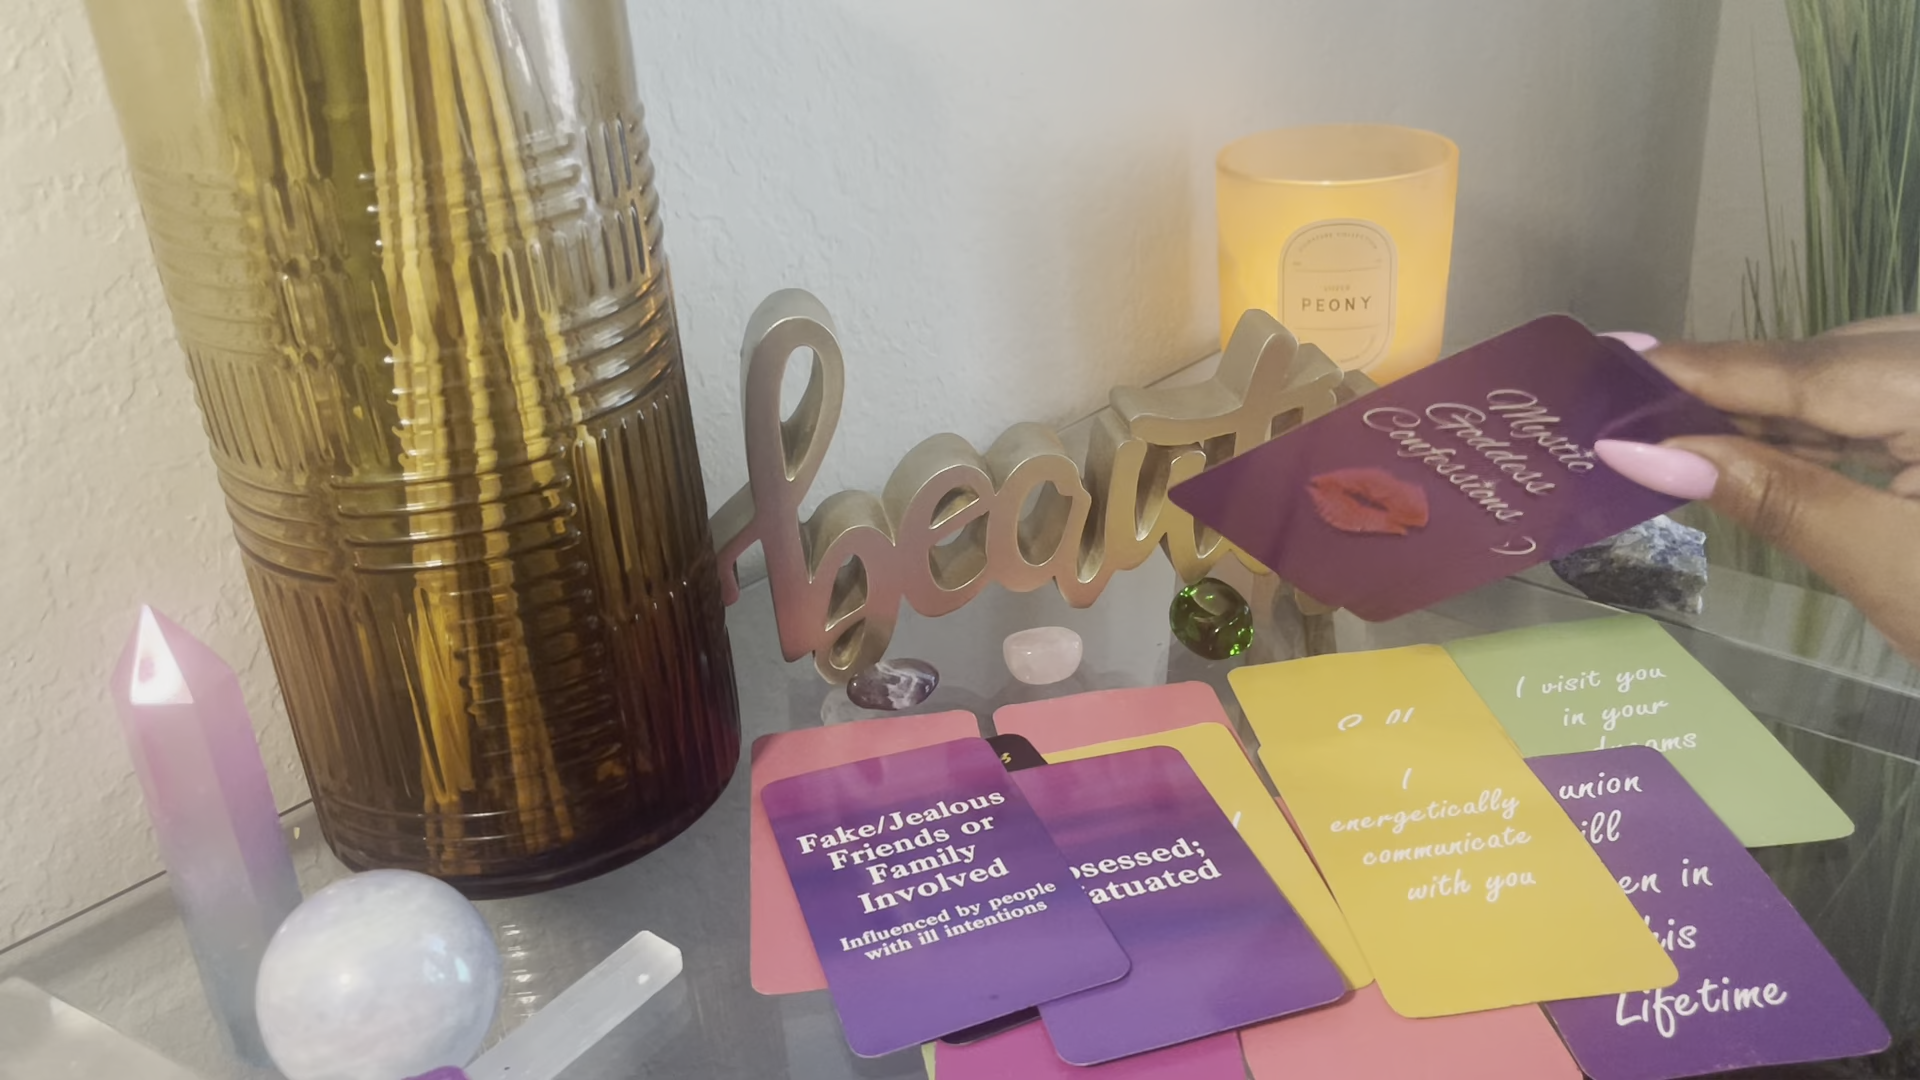 PEONY
beauty
Mystic
Goddess
Confessions :)
I visit you
in your
I
energetically
communicate
with you
union
in
Lifetime
Fake/Jealous
Friends or
Family
Involved
Influenced by people
with ill intentions